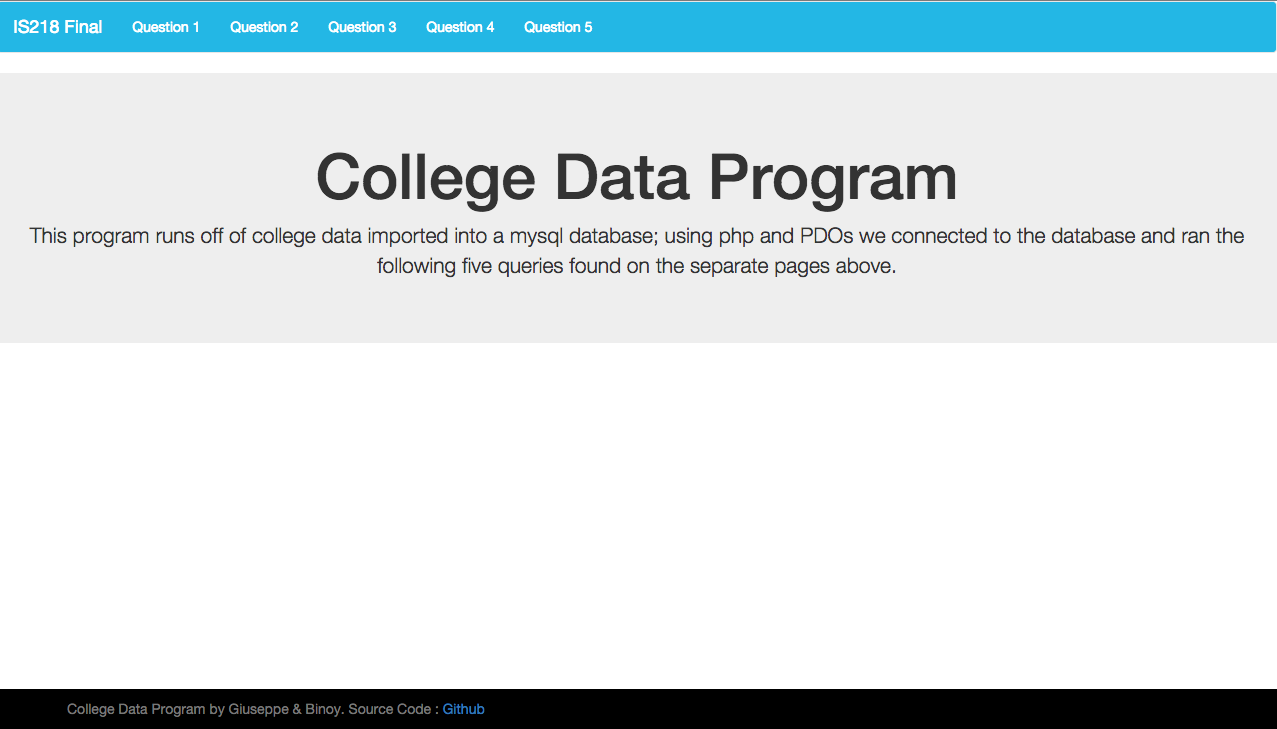 IS218 Final Question 1 Question 2 Question 3 Question 4 Question 5
College Data Program
This program runs off of college data imported into a mysql database; using php and PDOs we connected to the database and ran the
following five queries found on the separate pages above.
College Data Program by Giuseppe & Binoy. Source Code : Github